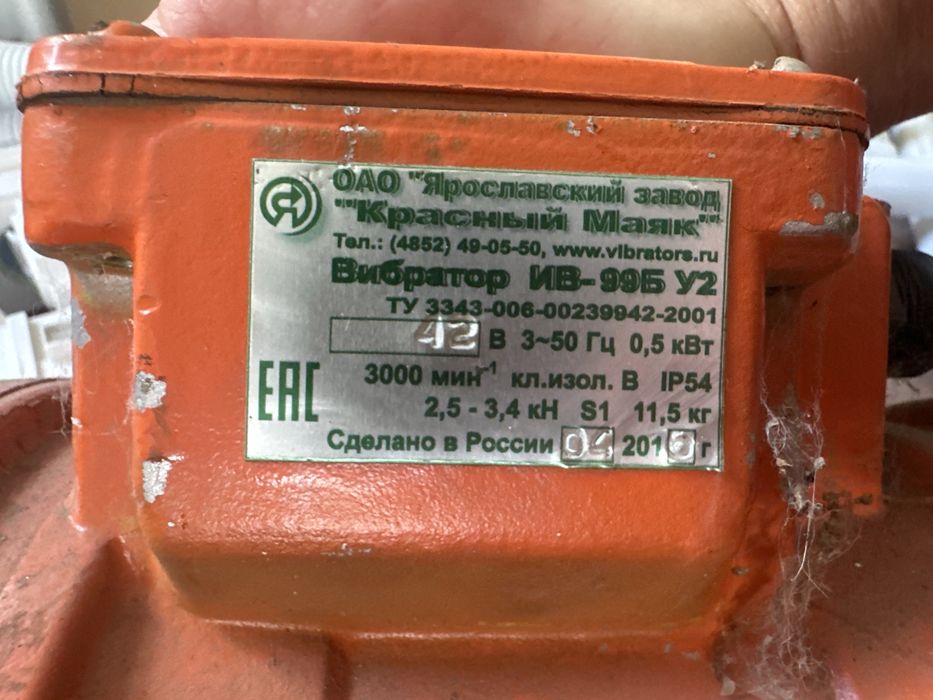 ОАО "Ярославский завод
"Красный Маяк"
Тел.: (4852) 49-05-50, www.vibrators.ru
Вибратор ИВ-99Б У2
ТУ 3343-006-00239942-2001
42 В 3~50 Гц 0,5 кВт
3000 мин⁻¹ кл.изол. В IP54
2,5 - 3,4 кН S1 11,5 кг
EAC
Сделано в России 04 2016 г